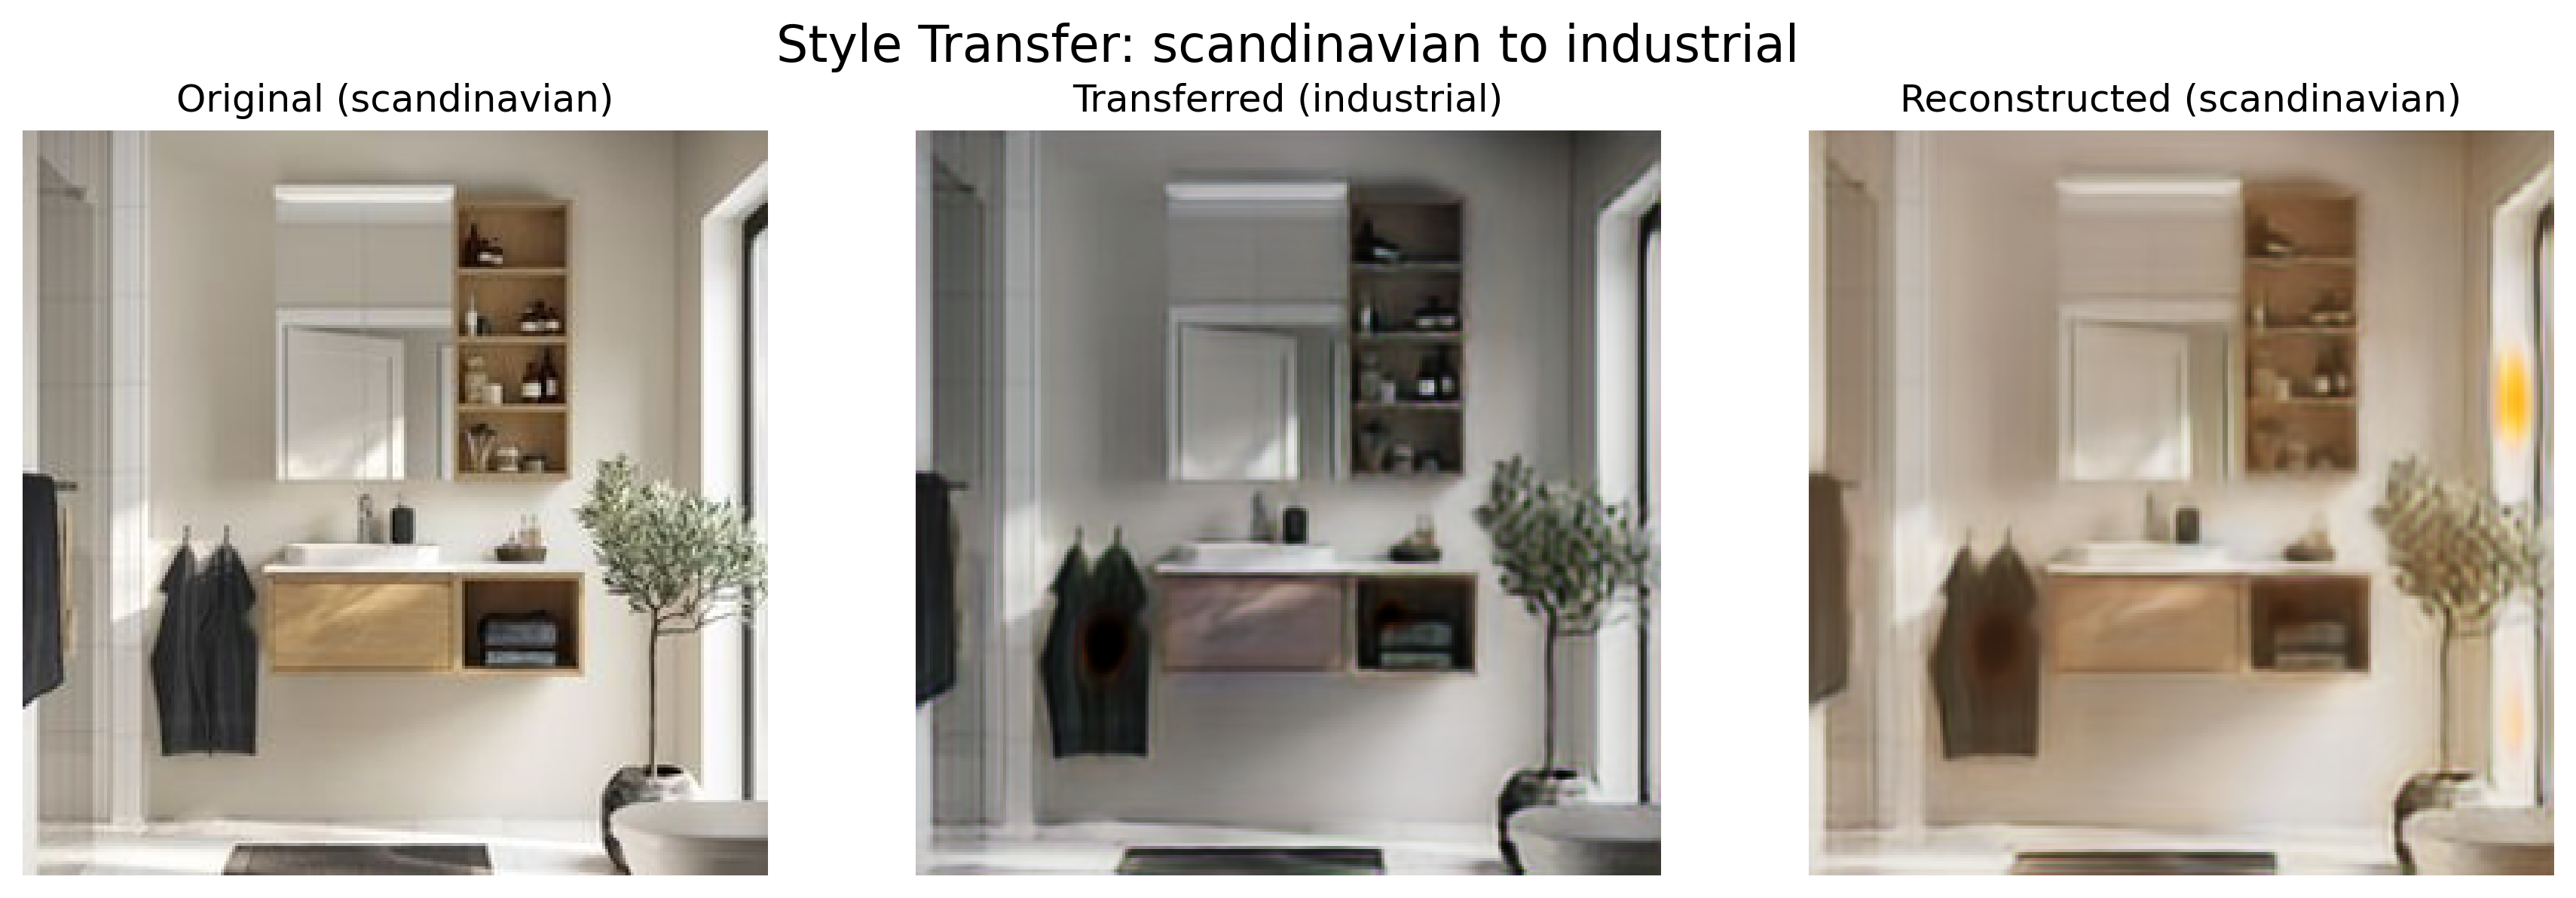 Style Transfer: scandinavian to industrial
Original (scandinavian)
Transferred (industrial)
Reconstructed (scandinavian)